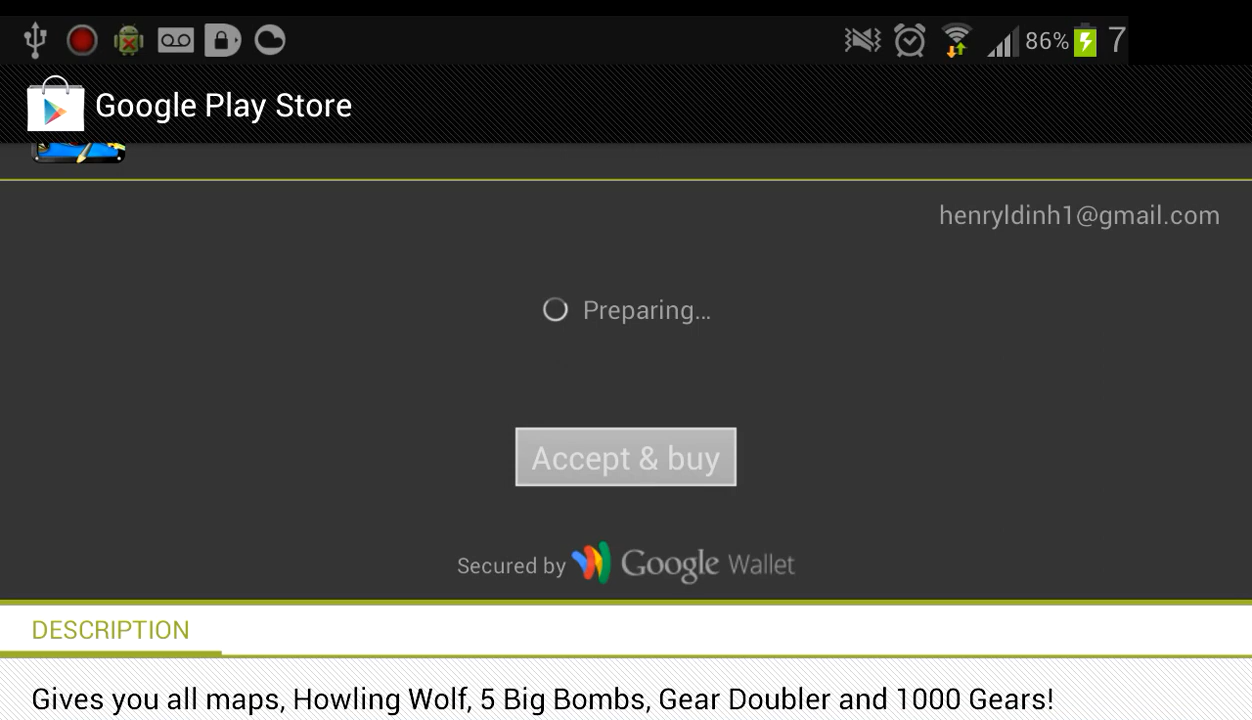 86% 7
Google Play Store
henryldinh1@gmail.com
Preparing...
Accept & buy
Secured by Google Wallet
DESCRIPTION
Gives you all maps, Howling Wolf, 5 Big Bombs, Gear Doubler and 1000 Gears!